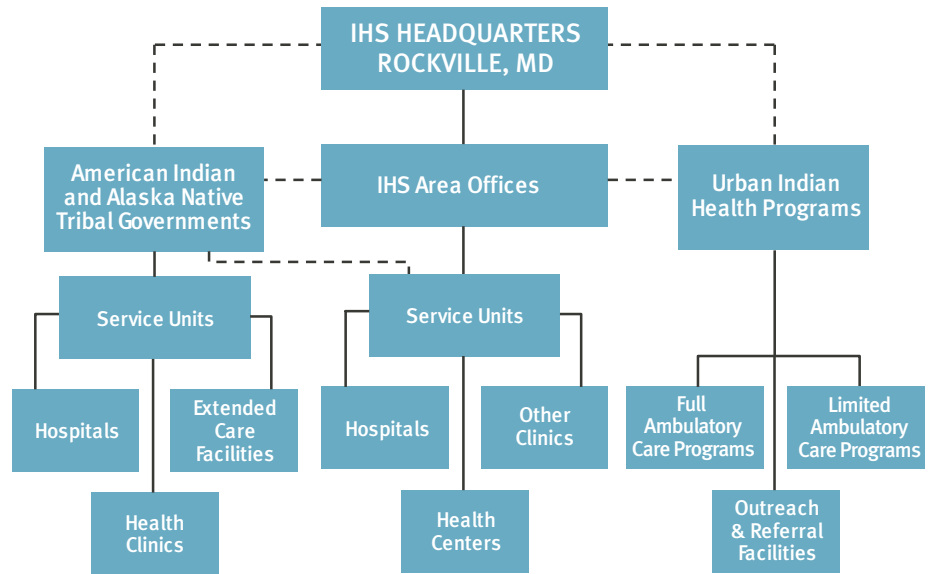 IHS HEADQUARTERS
ROCKVILLE, MD
American Indian
and Alaska Native
Tribal Governments
IHS Area Offices
Urban Indian
Health Programs
Service Units
Service Units
Hospitals
Extended
Care
Facilities
Hospitals
Other
Clinics
Full
Ambulatory
Care Programs
Limited
Ambulatory
Care Programs
Health
Clinics
Health
Centers
Outreach
& Referral
Facilities